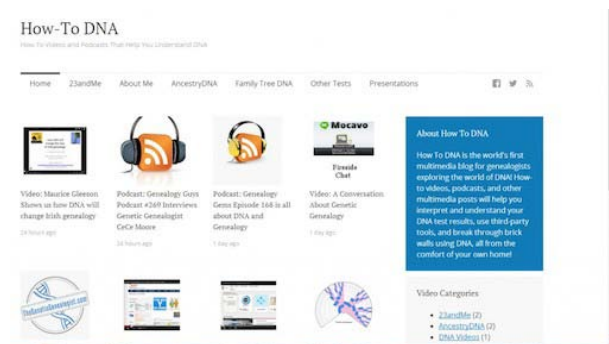 How-To DNA
How-To Videos and Podcasts That Help You Understand DNA
Home 23andMe About Me AncestryDNA Family Tree DNA Other Tests Presentations
Mocavo
Fireside
Chat
Video: Maurice Gleeson
Shows us how DNA will
change Irish genealogy
24 hours ago
Podcast: Genealogy Guys
Podcast #269 Interviews
Genetic Genealogist
CeCe Moore
24 hours ago
Podcast: Genealogy
Gems Episode 168 is all
about DNA and
Genealogy
1 day ago
Video: A Conversation
About Genetic
Genealogy
1 day ago
About How To DNA
How To DNA is the world's first
multimedia blog for genealogists
exploring the world of DNA! How-
to videos, podcasts, and other
multimedia posts will help you
interpret and understand your
DNA test results, use third-party
tools, and break through brick
walls using DNA, all from the
comfort of your own home!
Video Categories
23andMe (2)
AncestryDNA (2)
DNA Videos (1)